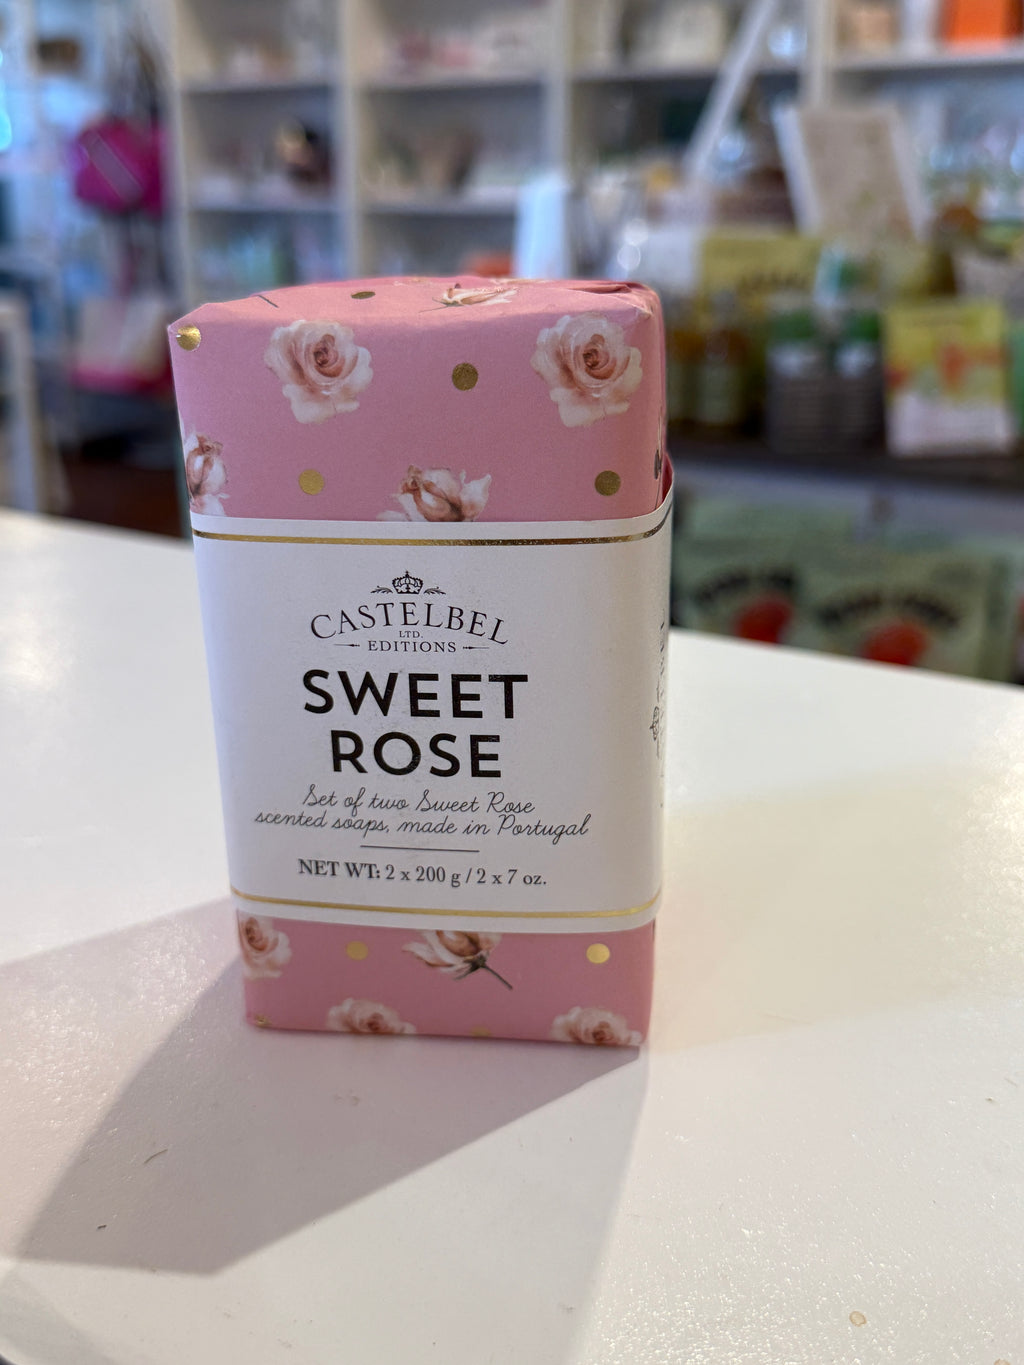 CASTELBEL
LTD.
EDITIONS
SWEET
ROSE
Set of two Sweet Rose
scented soaps, made in Portugal
NET WT: 2 x 200 g / 2 x 7 oz.